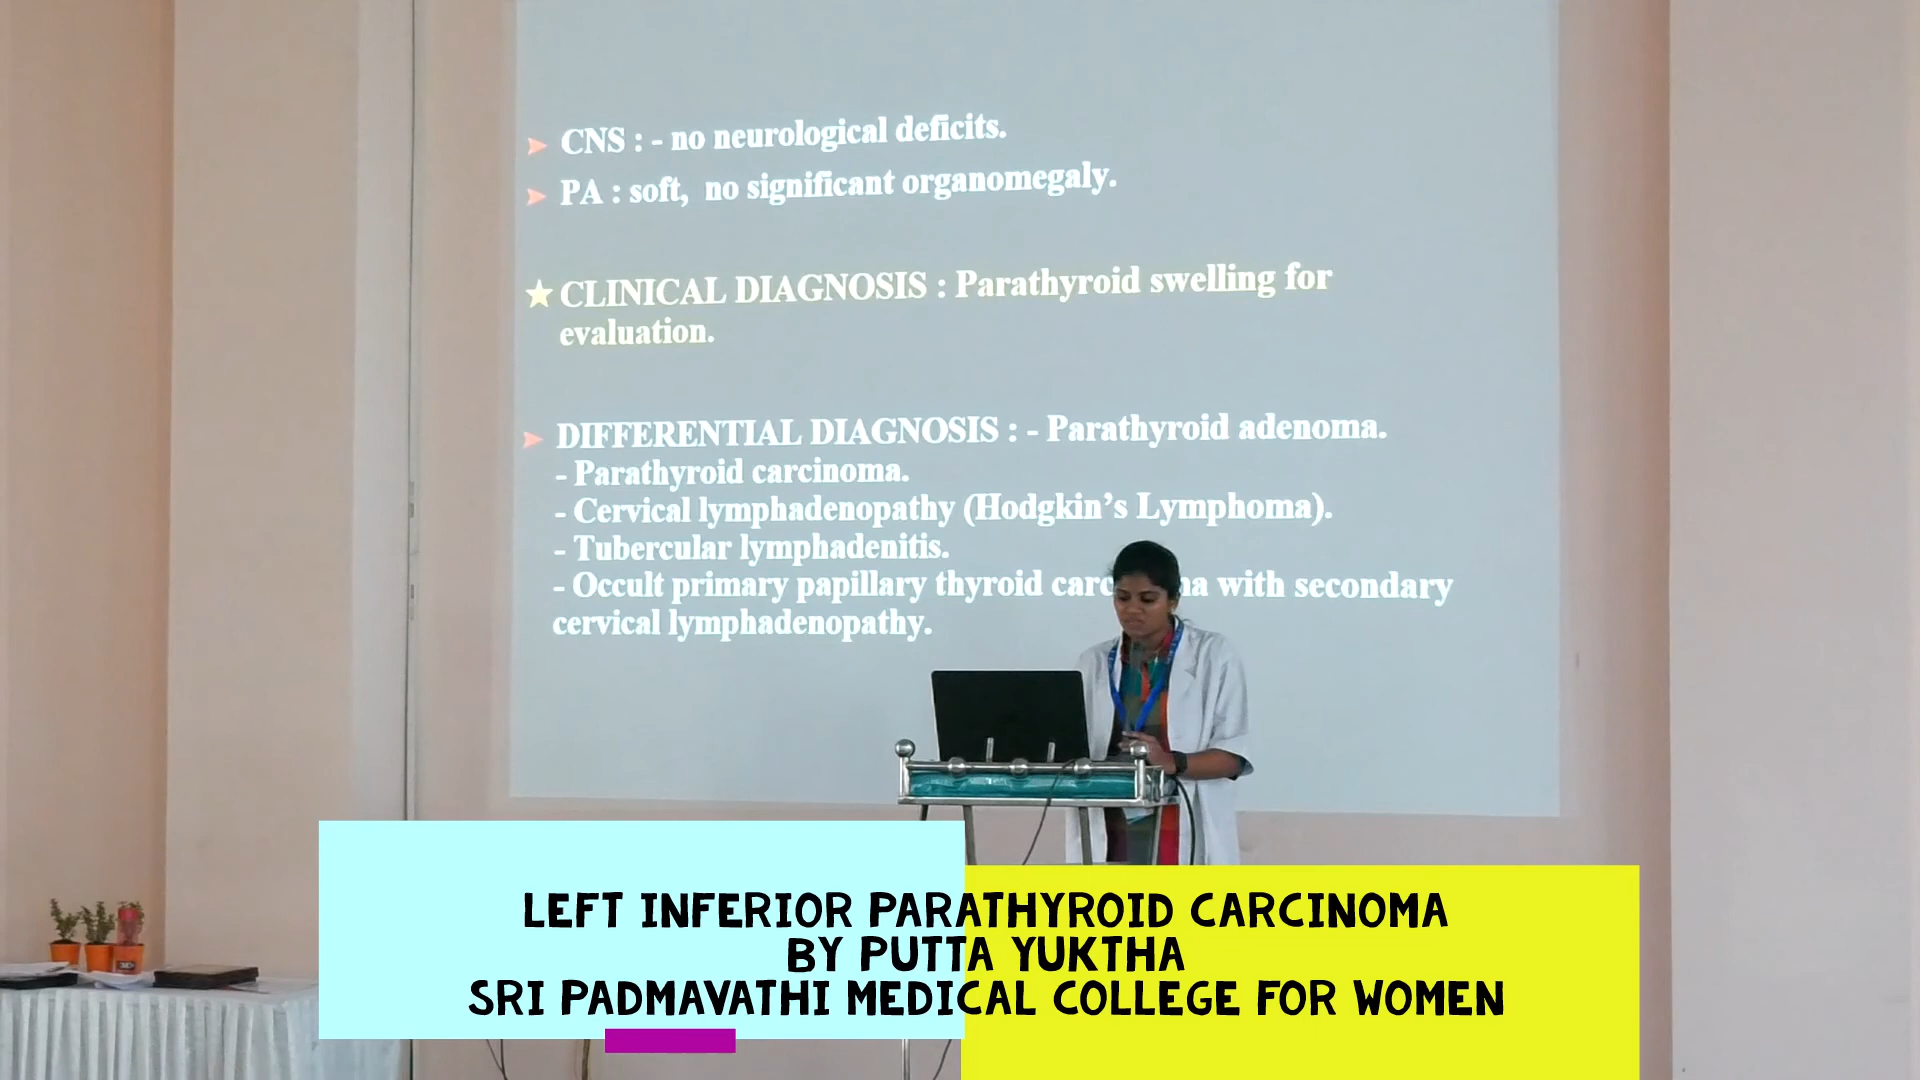 CNS : - no neurological deficits.
PA : soft, no significant organomegaly.
CLINICAL DIAGNOSIS : Parathyroid swelling for
evaluation.
DIFFERENTIAL DIAGNOSIS : - Parathyroid adenoma.
- Parathyroid carcinoma.
- Cervical lymphadenopathy (Hodgkin's Lymphoma).
- Tubercular lymphadenitis.
- Occult primary papillary thyroid with secondary
cervical lymphadenopathy.
LEFT INFERIOR PARATHYROID CARCINOMA
BY PUTTA YUKTHA
SRI PADMAVATHI MEDICAL COLLEGE FOR WOMEN